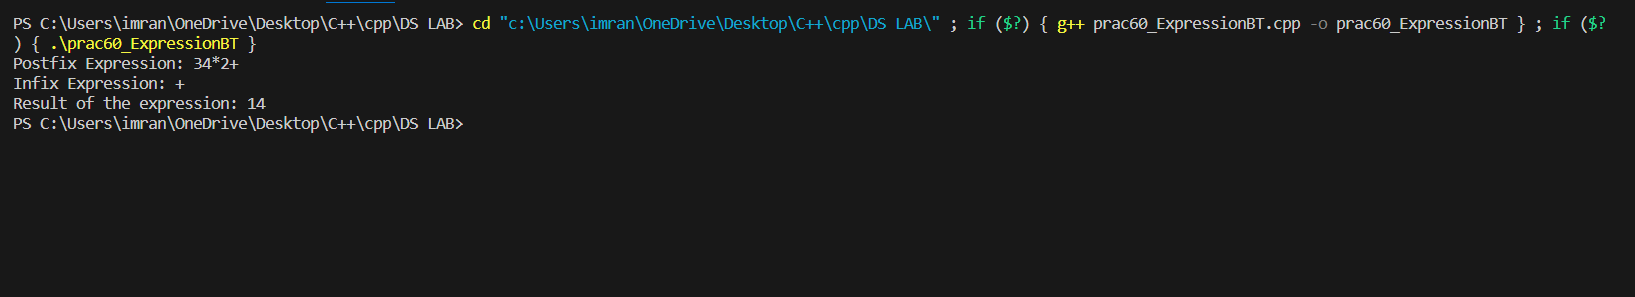 PS C:\Users\imran\OneDrive\Desktop\C++\cpp\DS LAB> cd "c:\Users\imran\OneDrive\Desktop\C++\cpp\DS LAB\" ; if ($?) { g++ prac60_ExpressionBT.cpp -o prac60_ExpressionBT } ; if ($?
) { .\prac60_ExpressionBT }
Postfix Expression: 34*2+
Infix Expression: +
Result of the expression: 14
PS C:\Users\imran\OneDrive\Desktop\C++\cpp\DS LAB>